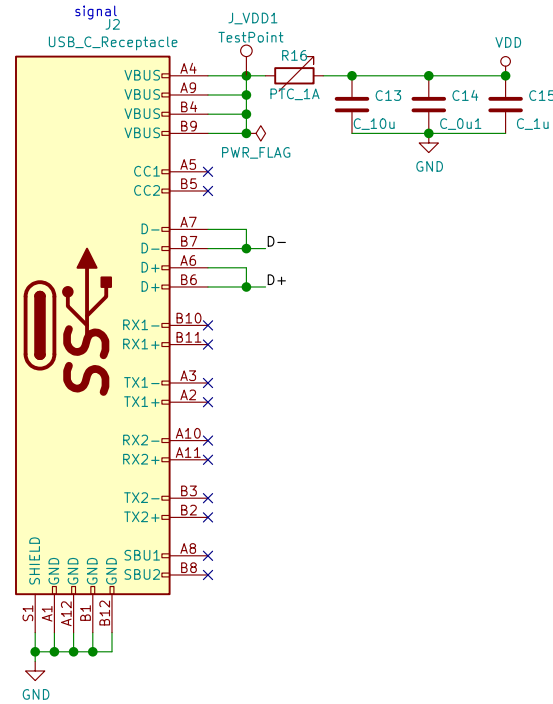 signal
J2
USB_C_Receptacle
J_VDD1
TestPoint
R16
PTC_1A
VDD
C13
C_10u
C14
C_0u1
C15
C_1u
GND
PWR_FLAG
VBUS A4
VBUS A9
VBUS B4
VBUS B9
CC1 A5
CC2 B5
D- A7
D- B7 D-
D+ A6
D+ B6 D+
RX1- B10
RX1+ B11
TX1- A3
TX1+ A2
RX2- A10
RX2+ A11
TX2- B3
TX2+ B2
SBU1 A8
SBU2 B8
SHIELD GND GND GND GND
S1 A1 A12 B1 B12
GND
SS